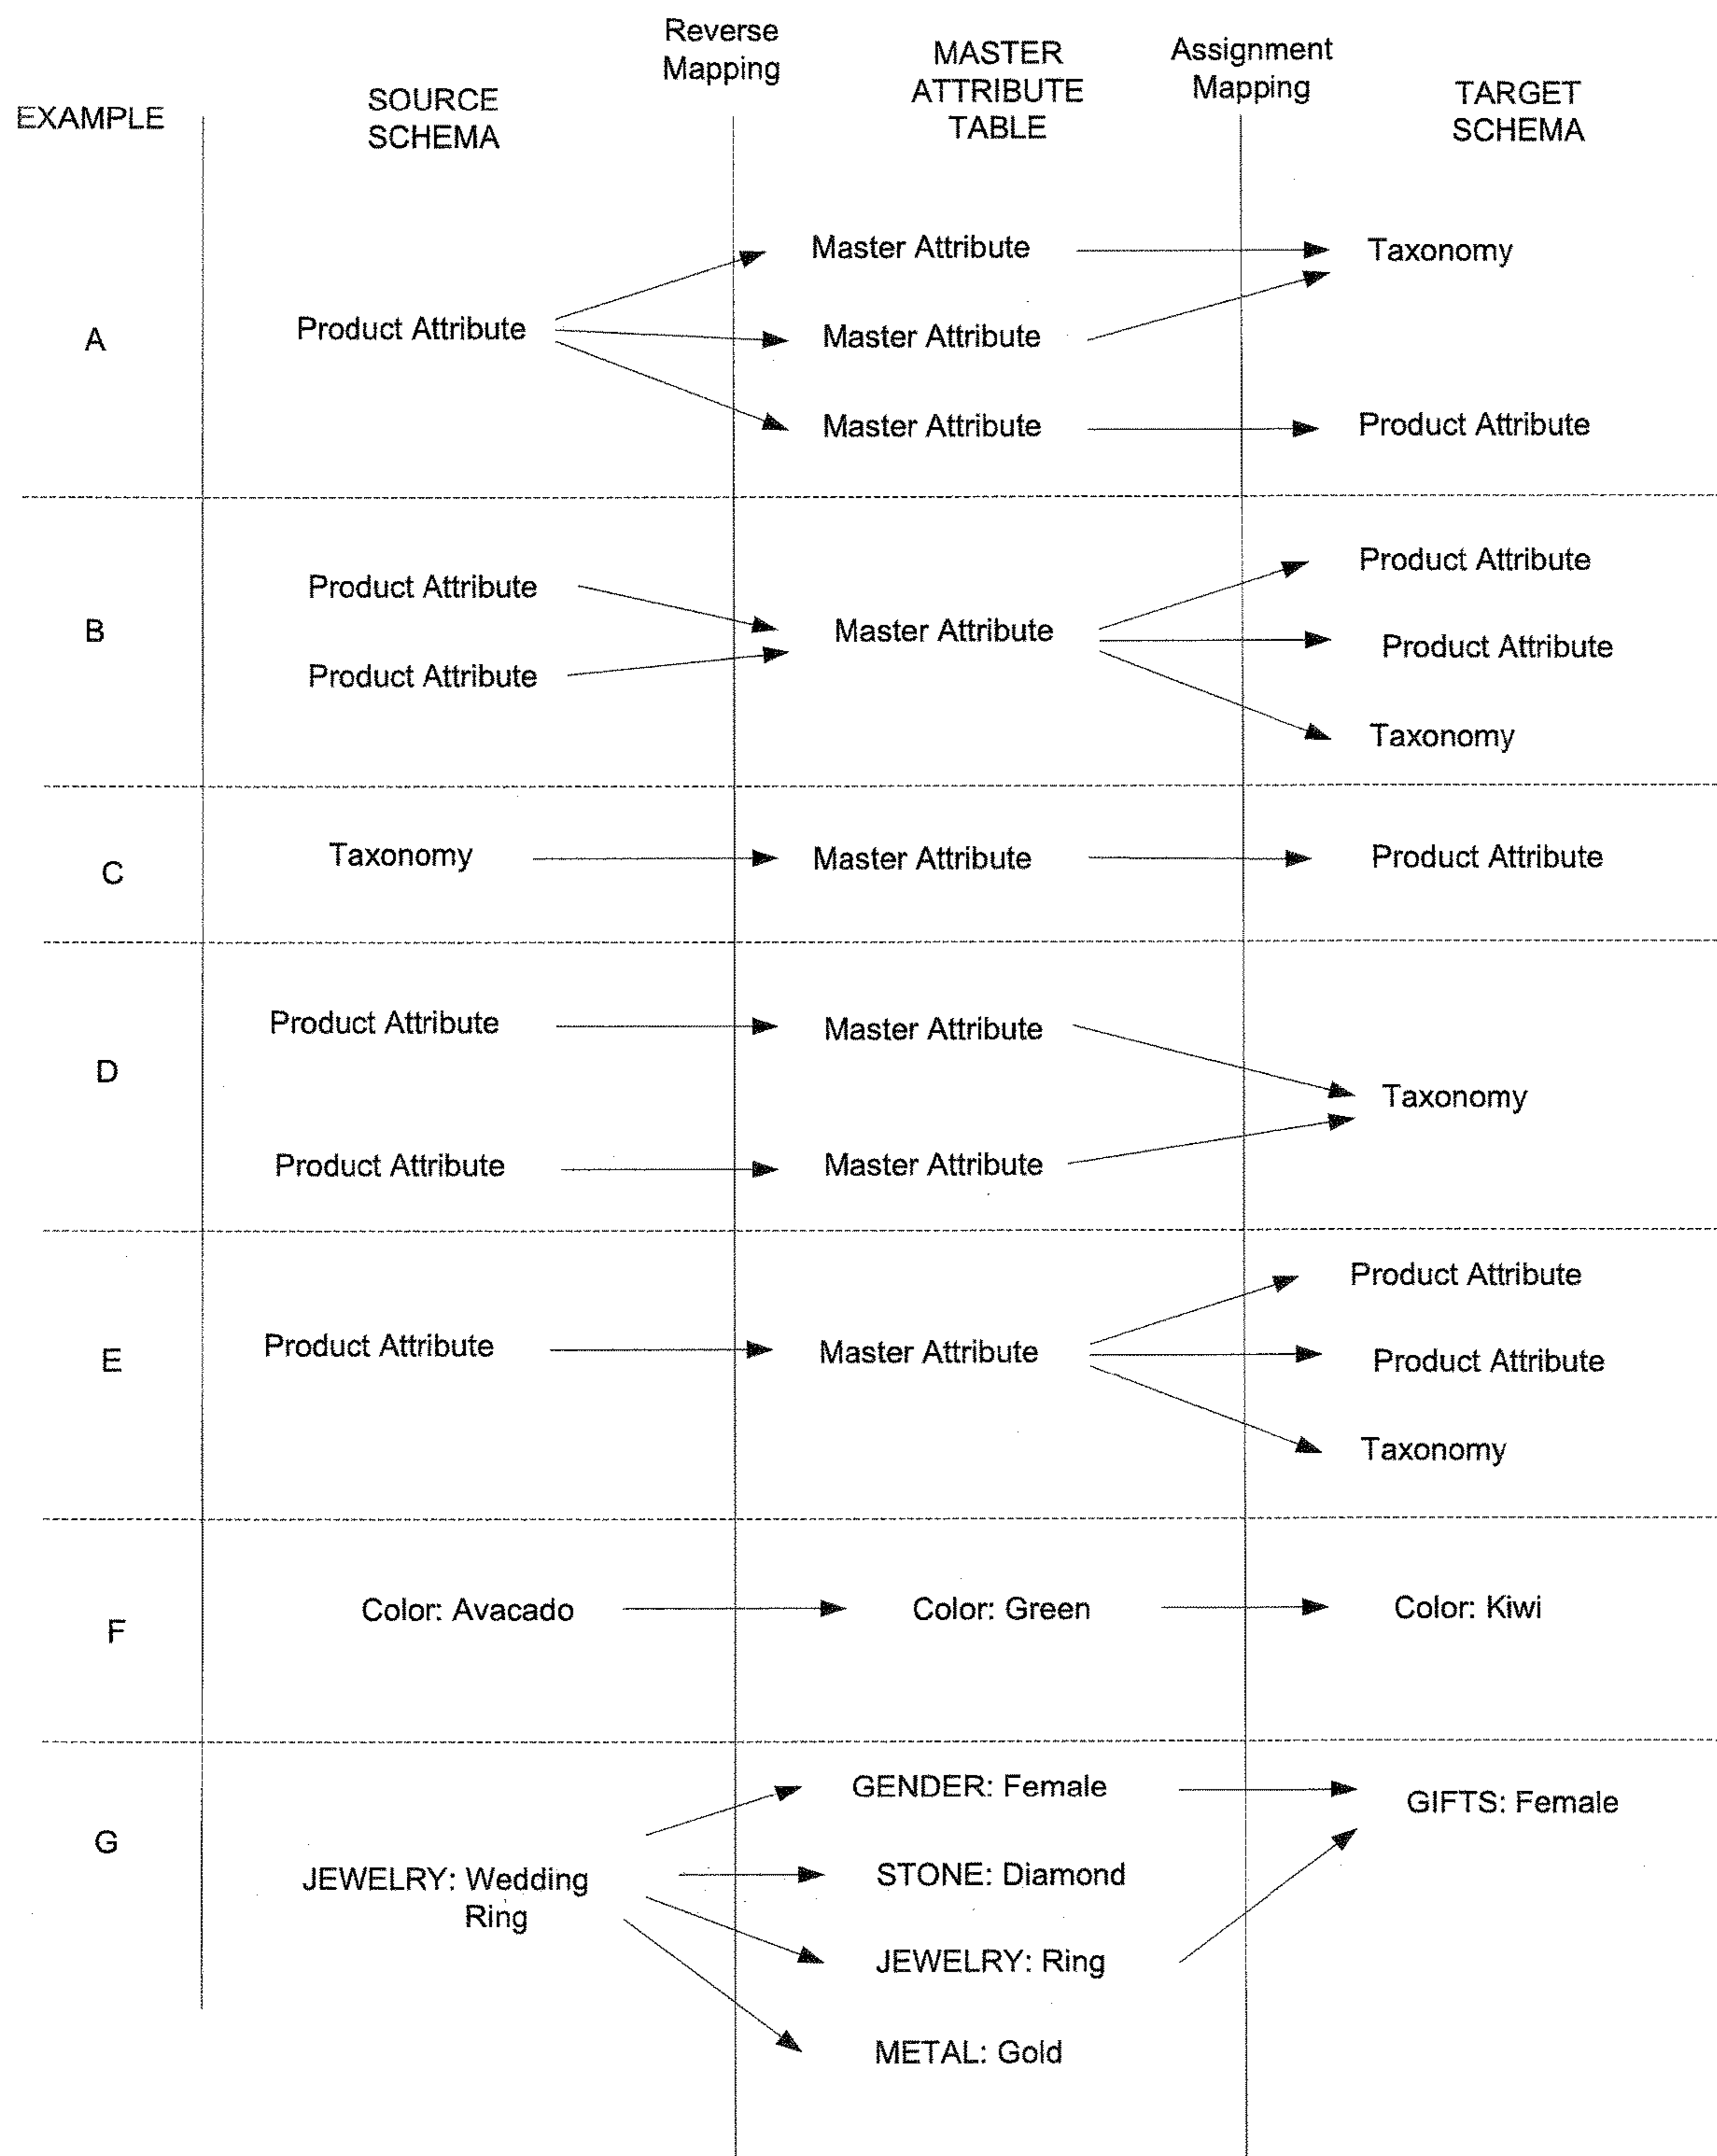 Reverse
Mapping
MASTER
ATTRIBUTE
TABLE
Assignment
Mapping
EXAMPLE
SOURCE
SCHEMA
TARGET
SCHEMA
A
Product Attribute
Master Attribute
Master Attribute
Master Attribute
Taxonomy
Product Attribute
B
Product Attribute
Product Attribute
Master Attribute
Product Attribute
Product Attribute
Taxonomy
C
Taxonomy
Master Attribute
Product Attribute
D
Product Attribute
Product Attribute
Master Attribute
Master Attribute
Taxonomy
E
Product Attribute
Master Attribute
Product Attribute
Product Attribute
Taxonomy
F
Color: Avacado
Color: Green
Color: Kiwi
G
JEWELRY: Wedding
Ring
GENDER: Female
STONE: Diamond
JEWELRY: Ring
METAL: Gold
GIFTS: Female